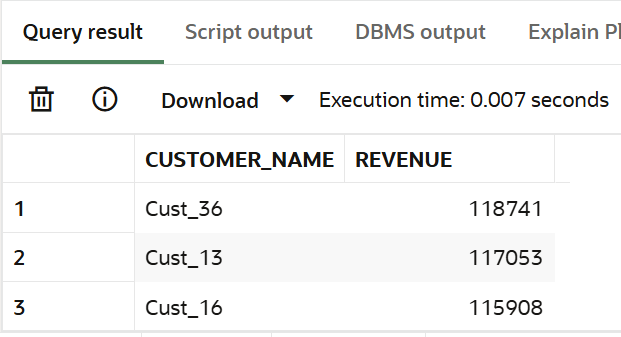 Query result Script output DBMS output Explain Pl
Download Execution time: 0.007 seconds
CUSTOMER_NAME REVENUE
1 Cust_36 118741
2 Cust_13 117053
3 Cust_16 115908